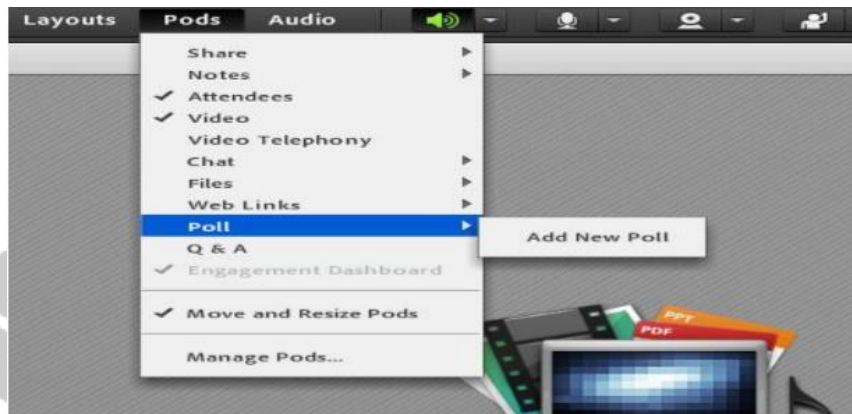 Layouts Pods Audio
Share
Notes
Attendees
Video
Video Telephony
Chat
Files
Web Links
Poll
Add New Poll
Q & A
Engagement Dashboard
Move and Resize Pods
Manage Pods...
PPT
PDF